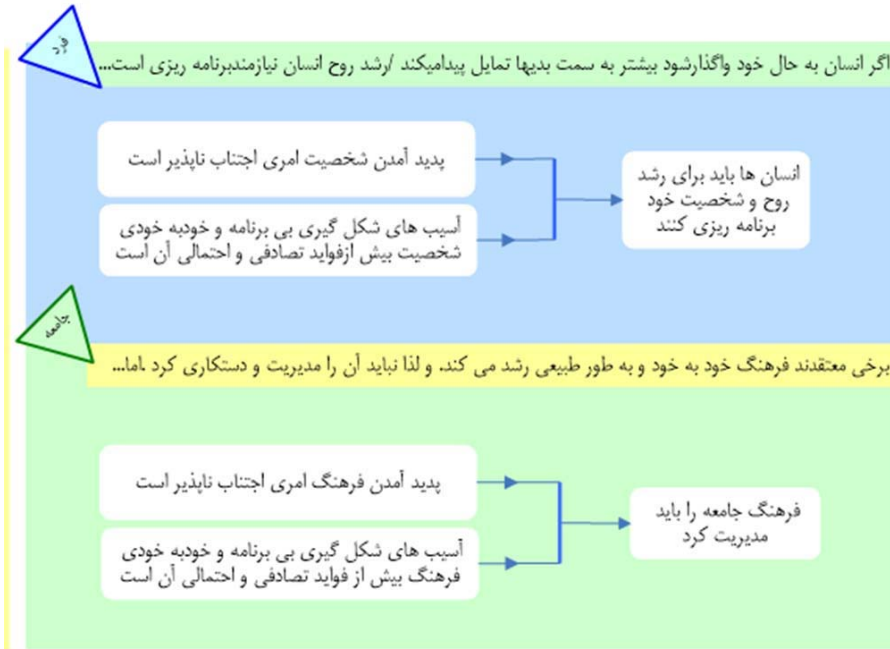 فرد
اگر انسان به حال خود واگذارشود بیشتر به سمت بدیها تمایل پیدامیکند /رشد روح انسان نیازمندبرنامه ریزی است...
پدید آمدن شخصیت امری اجتناب ناپذیر است
آسیب های شکل گیری بی برنامه و خودبه خودی
شخصیت بیش ازفواید تصادفی و احتمالی آن است
انسان ها باید برای رشد
روح و شخصیت خود
برنامه ریزی کنند
جامعه
برخی معتقدند فرهنگ خود به خود و به طور طبیعی رشد می کند. و لذا نباید آن را مدیریت و دستکاری کرد .اما...
پدید آمدن فرهنگ امری اجتناب ناپذیر است
آسیب های شکل گیری بی برنامه و خودبه خودی
فرهنگ بیش از فواید تصادفی و احتمالی آن است
فرهنگ جامعه را باید
مدیریت کرد